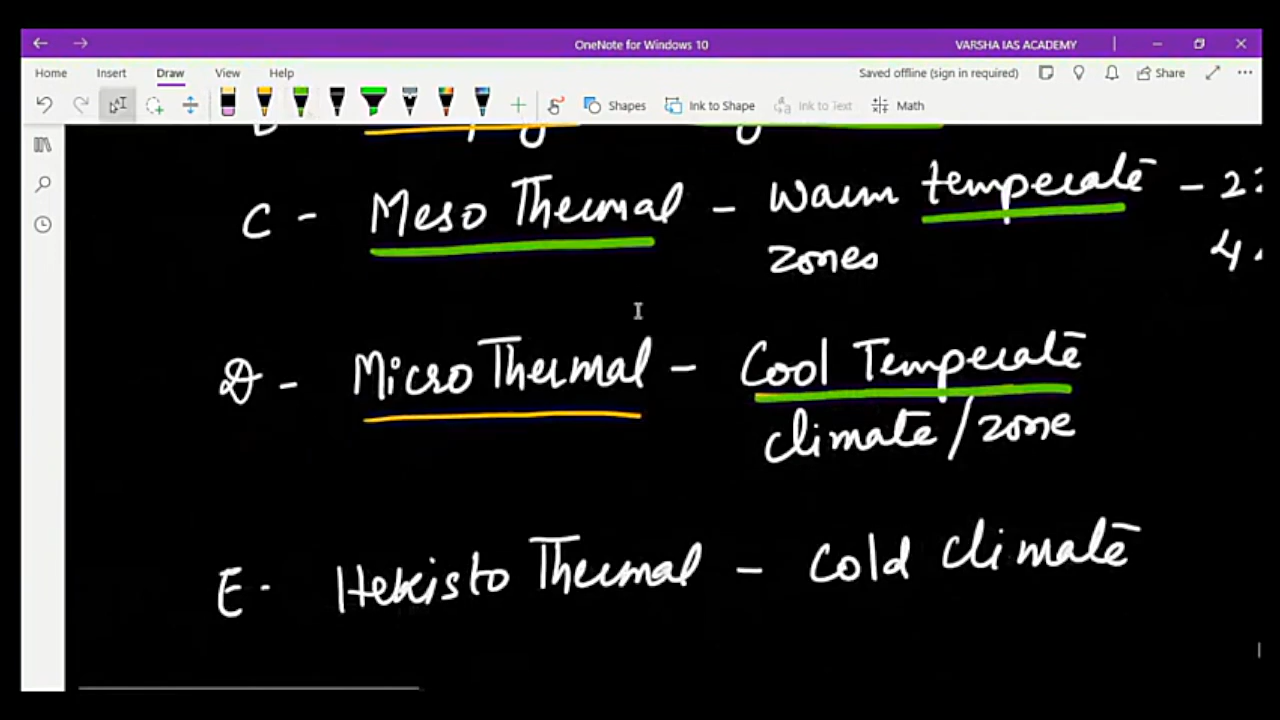 OneNote for Windows 10
VARSHA IAS ACADEMY
Home Insert Draw View Help
Saved offline (sign in required) Share
Shapes Ink to Shape Ink to Text Math
C - Meso Thermal - Warm temperate - 2
zones 4
D - Micro Thermal - Cool Temperate
climate/zone
E - Hekisto Thermal - Cold Climate